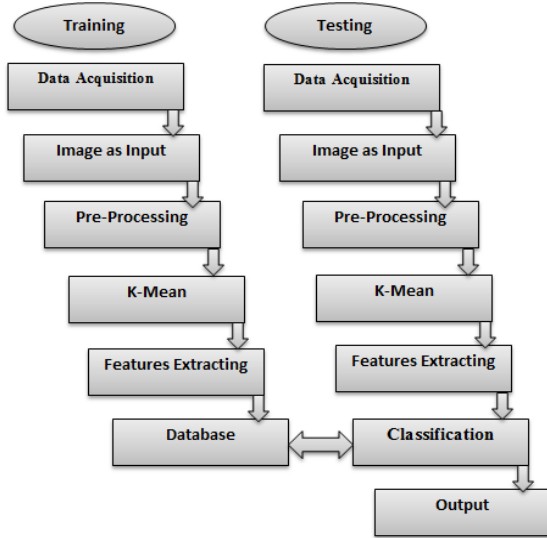 Training
Data Acquisition
Image as Input
Pre-Processing
K-Mean
Features Extracting
Database
Testing
Data Acquisition
Image as Input
Pre-Processing
K-Mean
Features Extracting
Classification
Output